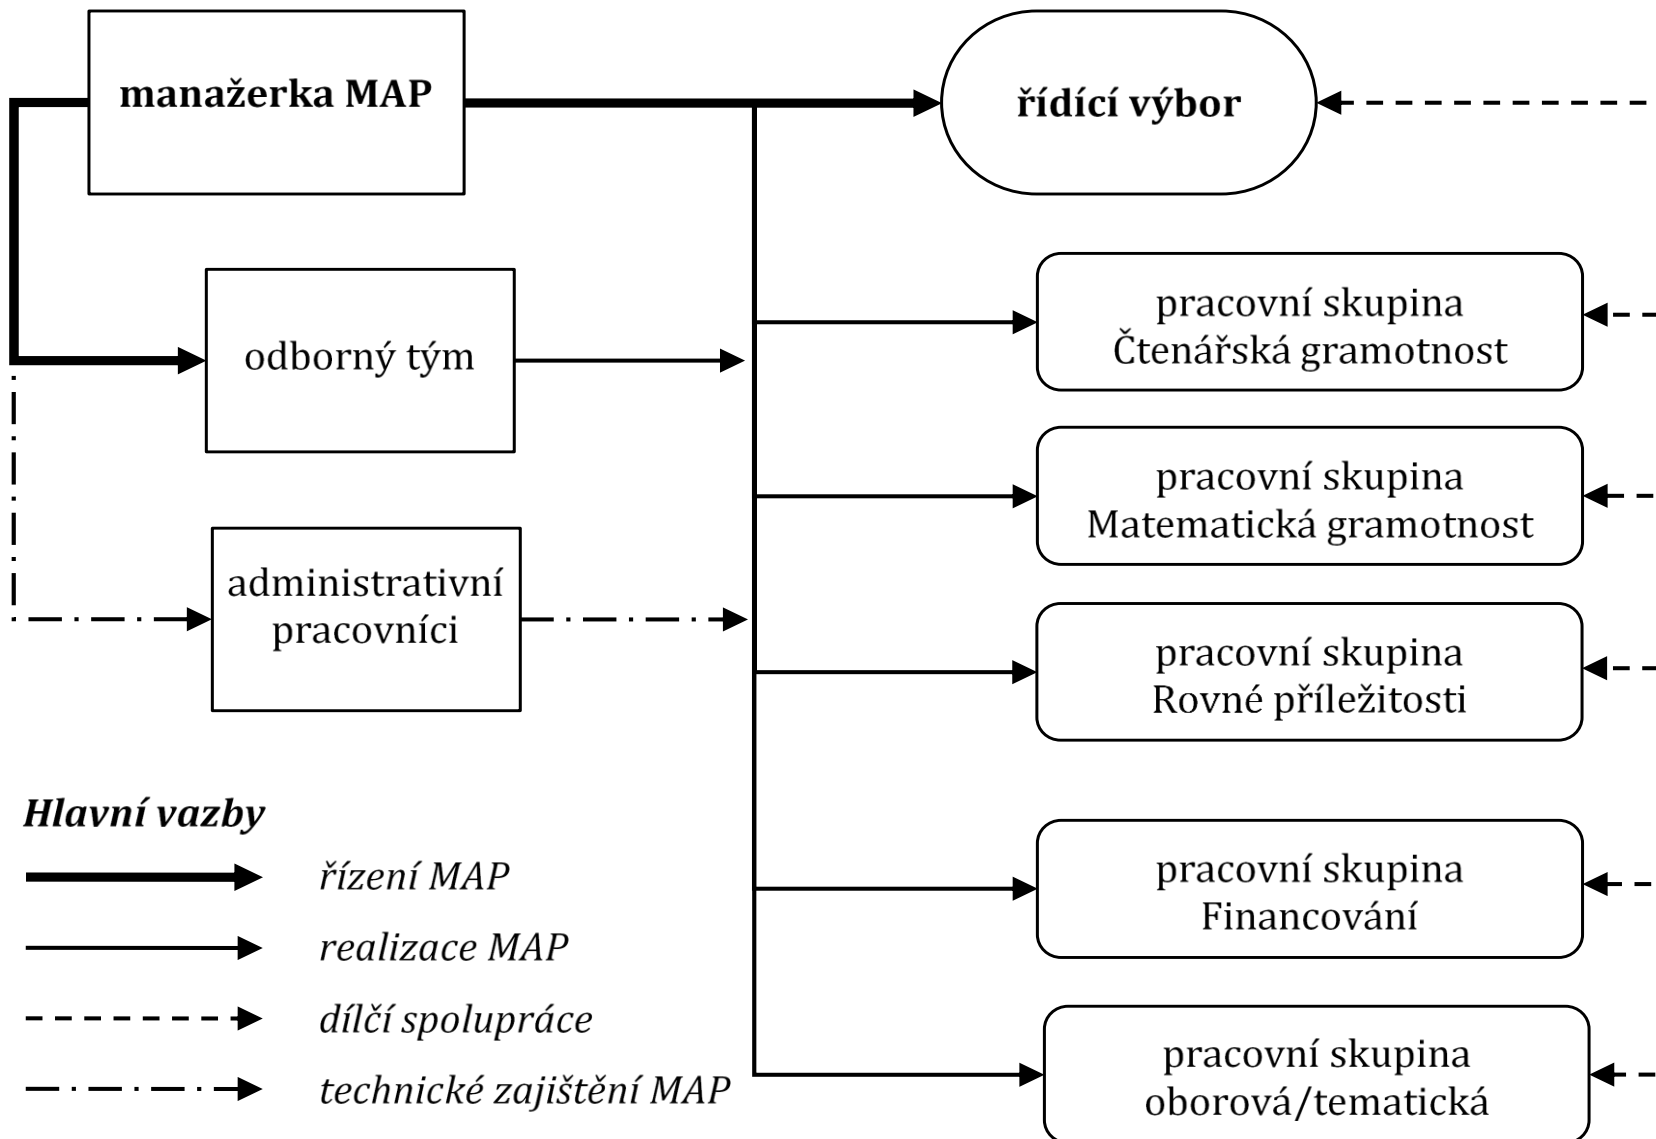 manažerka MAP
řídící výbor
odborný tým
administrativní
pracovníci
pracovní skupina
Čtenářská gramotnost
pracovní skupina
Matematická gramotnost
pracovní skupina
Rovné příležitosti
pracovní skupina
Financování
pracovní skupina
oborová/tematická
Hlavní vazby
řízení MAP
realizace MAP
dílčí spolupráce
technické zajištění MAP